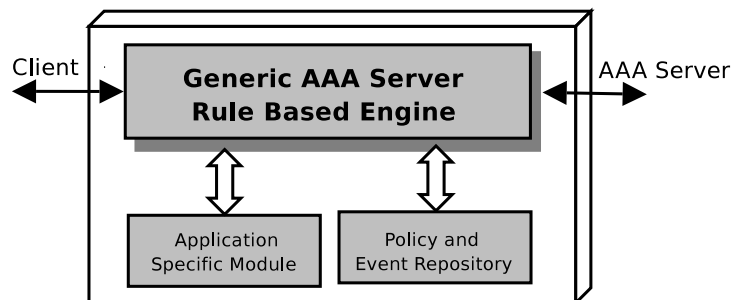 Client
Generic AAA Server
Rule Based Engine
AAA Server
Application
Specific Module
Policy and
Event Repository